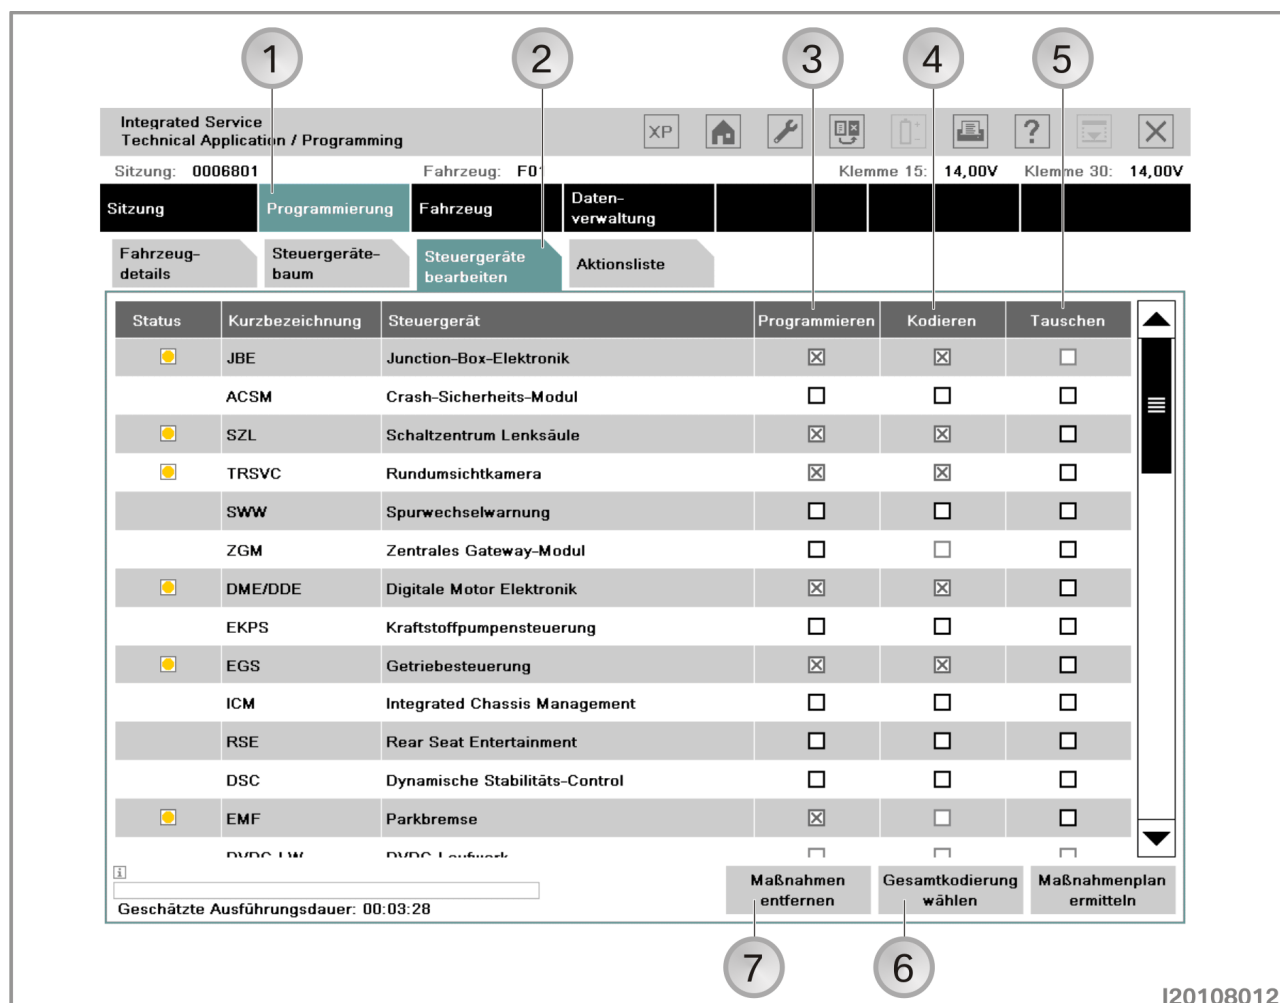 1 2 3 4 5
Integrated Service
Technical Application / Programming
XP
?
Sitzung: 0006801 Fahrzeug: F01 Klemme 15: 14,00V Klemme 30: 14,00V
Sitzung Programmierung Fahrzeug Daten-
verwaltung
Fahrzeug-
details
Steuergeräte-
baum
Steuergeräte
bearbeiten
Aktionsliste
Status Kurzbezeichnung Steuergerät Programmieren Kodieren Tauschen
JBE Junction-Box-Elektronik
ACSM Crash-Sicherheits-Modul
SZL Schaltzentrum Lenksäule
TRSVC Rundumsichtkamera
SWW Spurwechselwarnung
ZGM Zentrales Gateway-Modul
DME/DDE Digitale Motor Elektronik
EKPS Kraftstoffpumpensteuerung
EGS Getriebesteuerung
ICM Integrated Chassis Management
RSE Rear Seat Entertainment
DSC Dynamische Stabilitäts-Control
EMF Parkbremse
i
Geschätzte Ausführungsdauer: 00:03:28
Maßnahmen
entfernen
Gesamtkodierung
wählen
Maßnahmenplan
ermitteln
7 6
I20108012